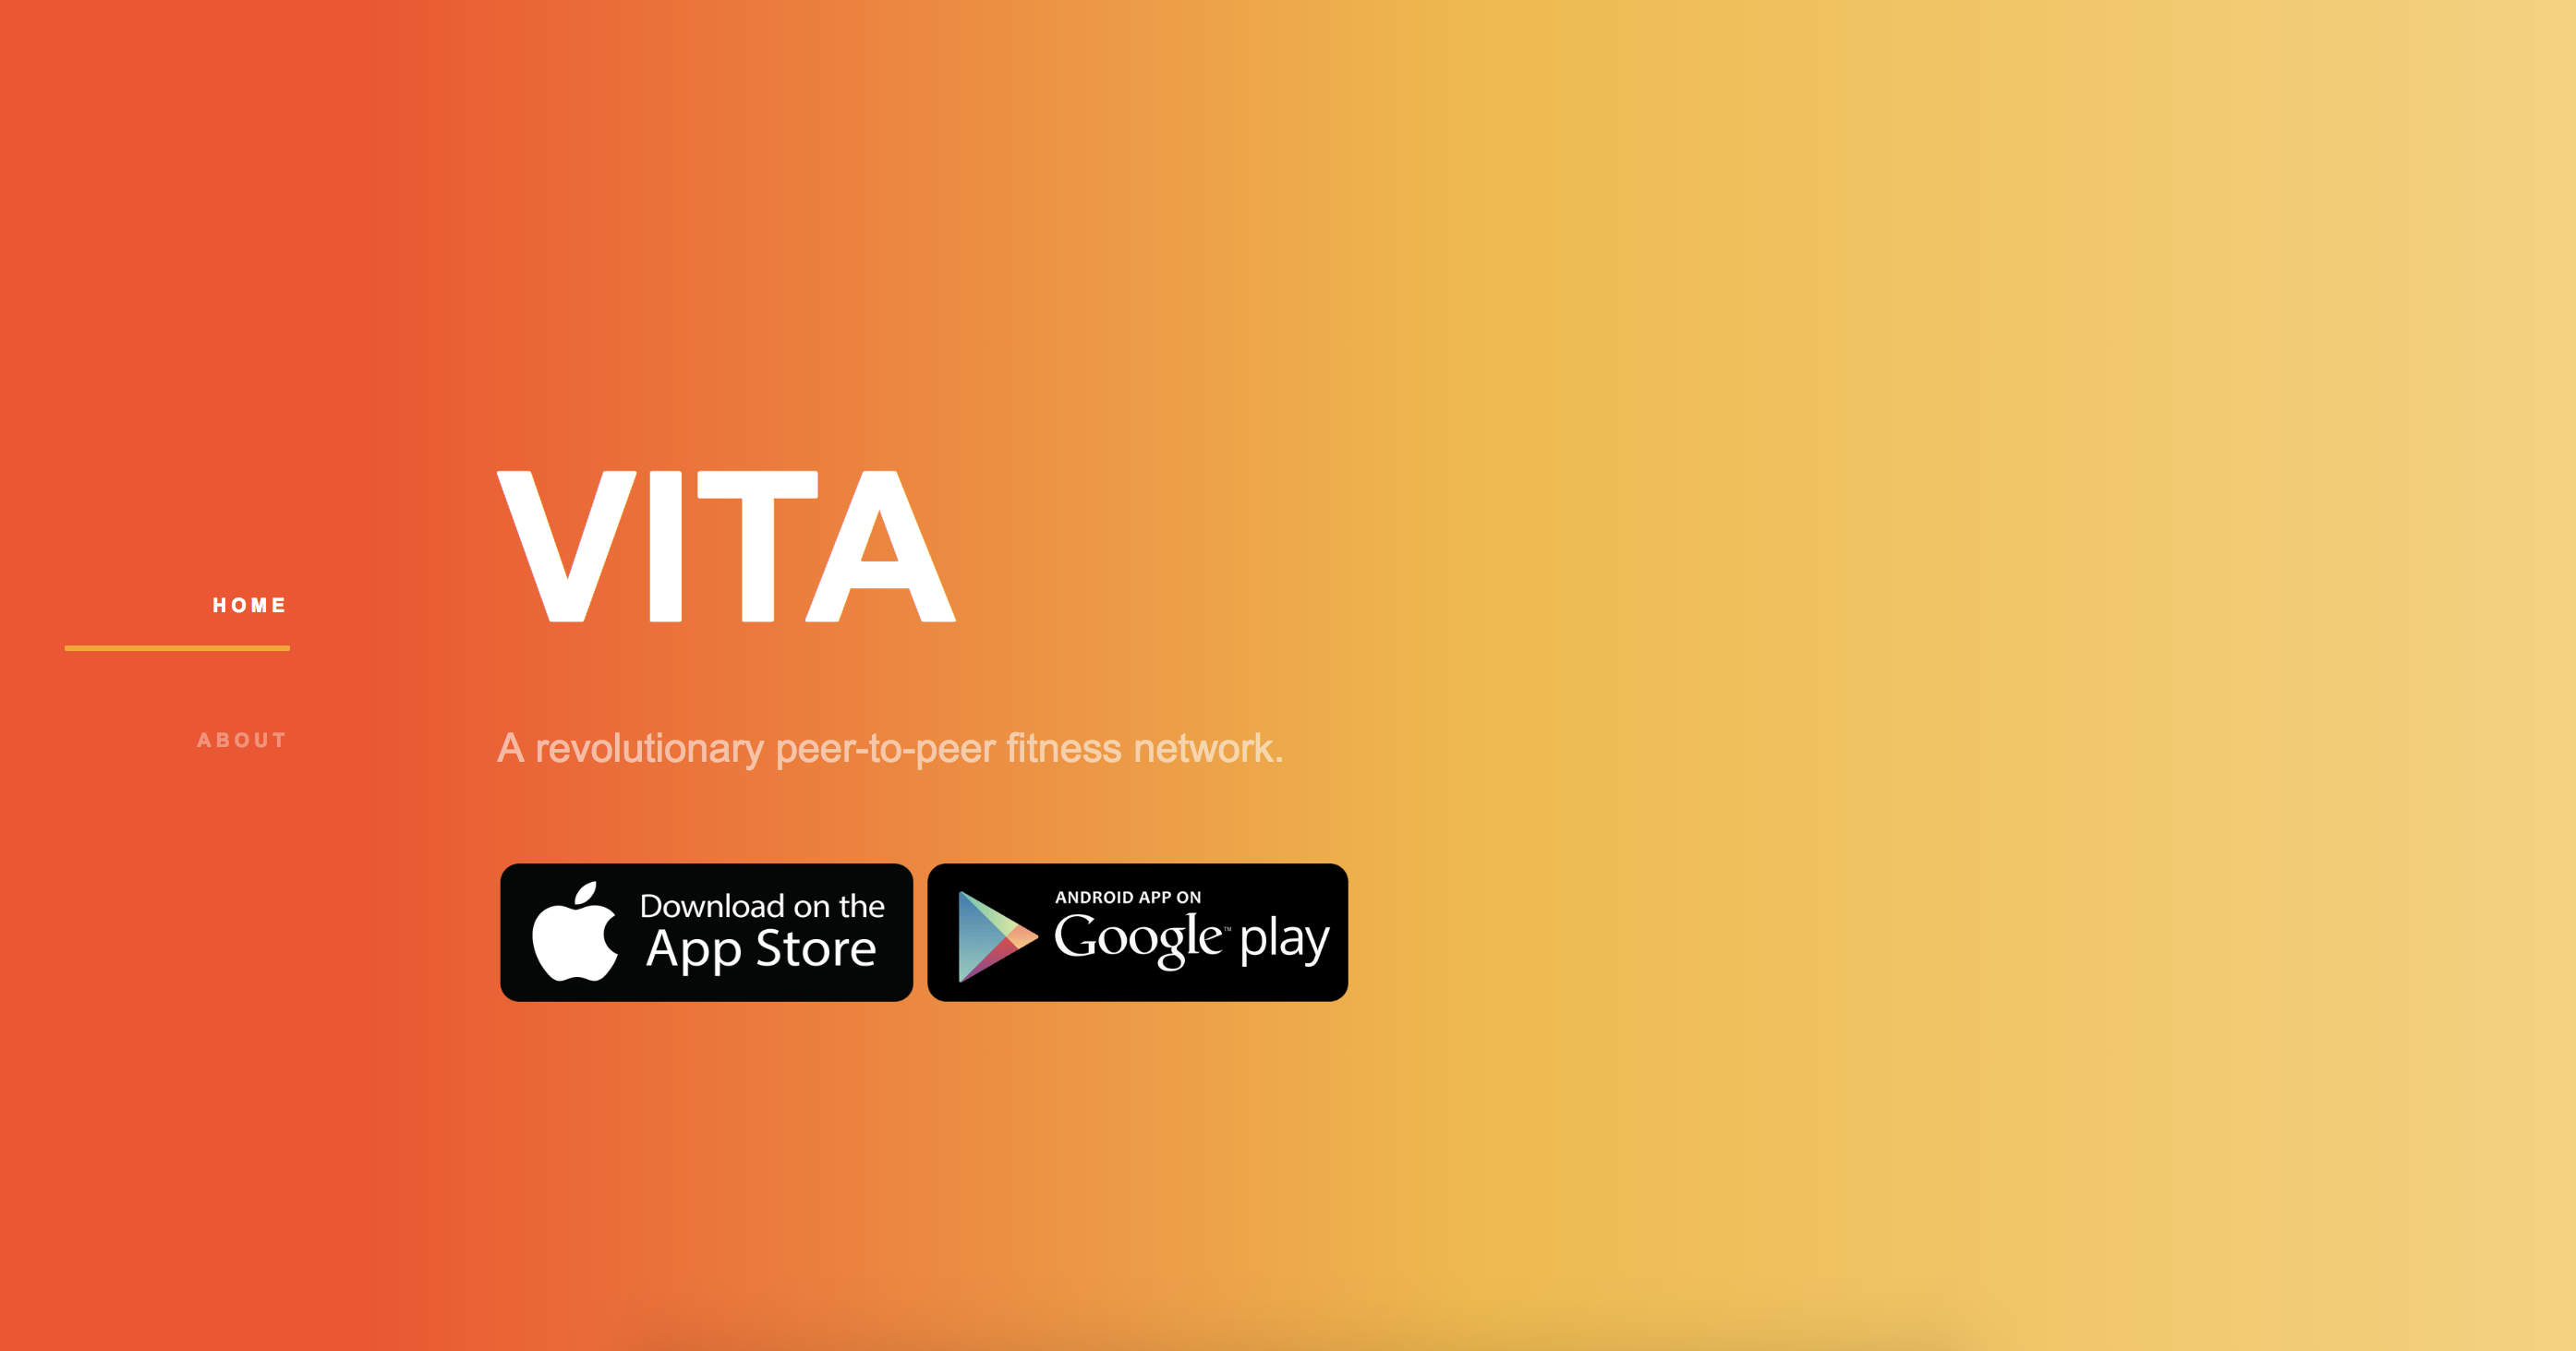 HOME
ABOUT
VITA
A revolutionary peer-to-peer fitness network.
Download on the
App Store
ANDROID APP ON
Google™ play